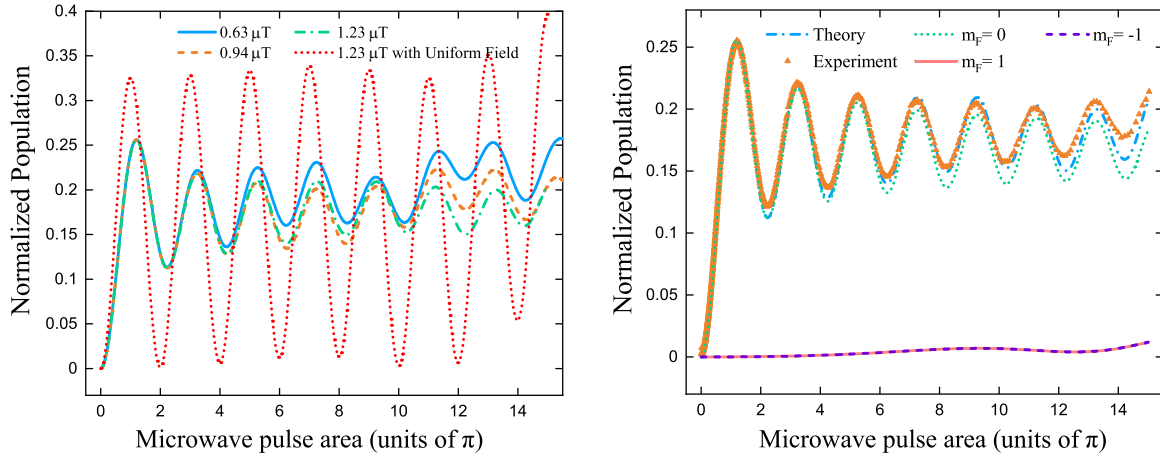 0.63 μT
1.23 μT
0.94 μT
1.23 μT with Uniform Field
Normalized Population
0.4
0.35
0.3
0.25
0.2
0.15
0.1
0.05
0
0 2 4 6 8 10 12 14
Microwave pulse area (units of π)
Theory
m_F= 0
m_F= -1
Experiment
m_F= 1
Normalized Population
0.25
0.2
0.15
0.1
0.05
0
0 2 4 6 8 10 12 14
Microwave pulse area (units of π)